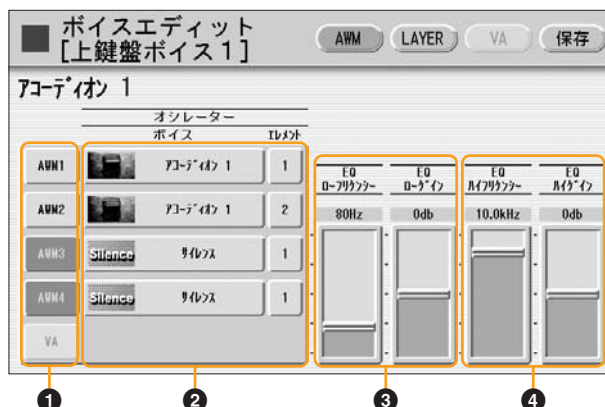 ボイスエディット
[上鍵盤ボイス1]
AWM LAYER VA 保存
アコーディオン 1
オシレーター
ボイス エレメント
AWM1 アコーディオン 1 1
AWM2 アコーディオン 1 2
AWM3 Silence サイレンス 1
AWM4 Silence サイレンス 1
VA
EQ ローフリケンシー EQ ローゲイン EQ ハイフリケンシー EQ ハイゲイン
80Hz 0db 10.0kHz 0db
1 2 3 4